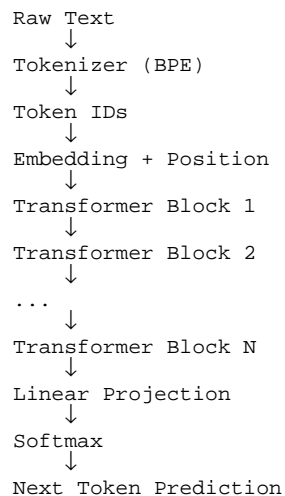 Raw Text
↓
Tokenizer (BPE)
↓
Token IDs
↓
Embedding + Position
↓
Transformer Block 1
↓
Transformer Block 2
↓
...
↓
Transformer Block N
↓
Linear Projection
↓
Softmax
↓
Next Token Prediction